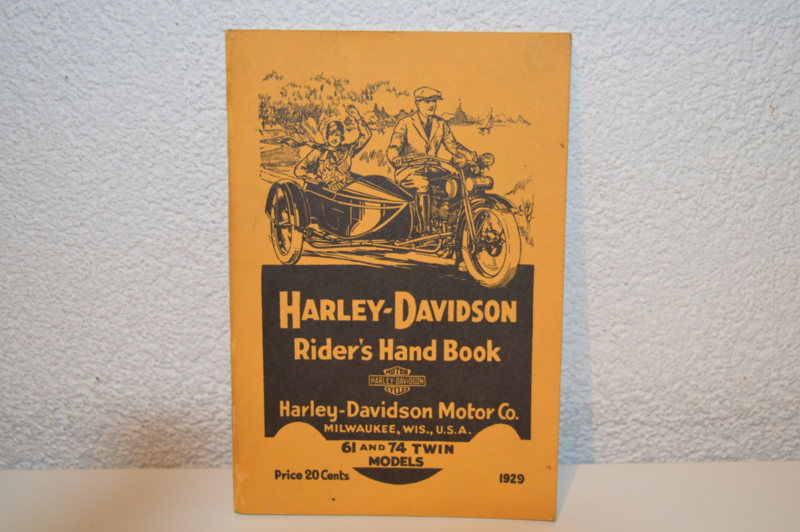 HARLEY-DAVIDSON
Rider's Hand Book
MOTOR
HARLEY-DAVIDSON
CYCLES
Harley-Davidson Motor Co.
MILWAUKEE, WIS., U.S.A.
61 AND 74 TWIN
MODELS
Price 20 Cents
1929